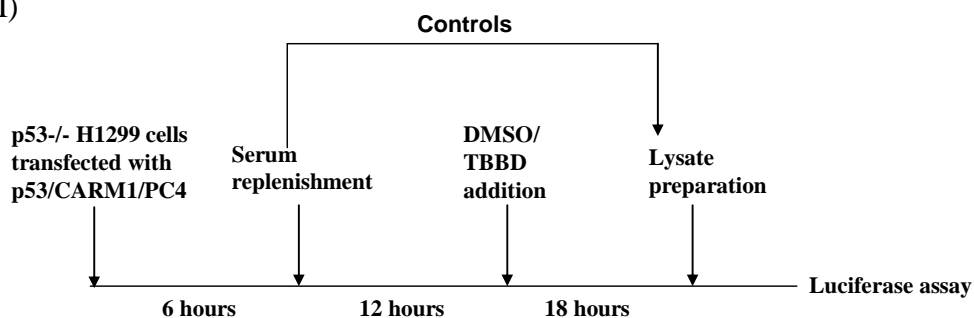 I)
Controls
p53-/- H1299 cells
transfected with
p53/CARM1/PC4
Serum
replenishment
DMSO/
TBBD
addition
Lysate
preparation
Luciferase assay
6 hours
12 hours
18 hours